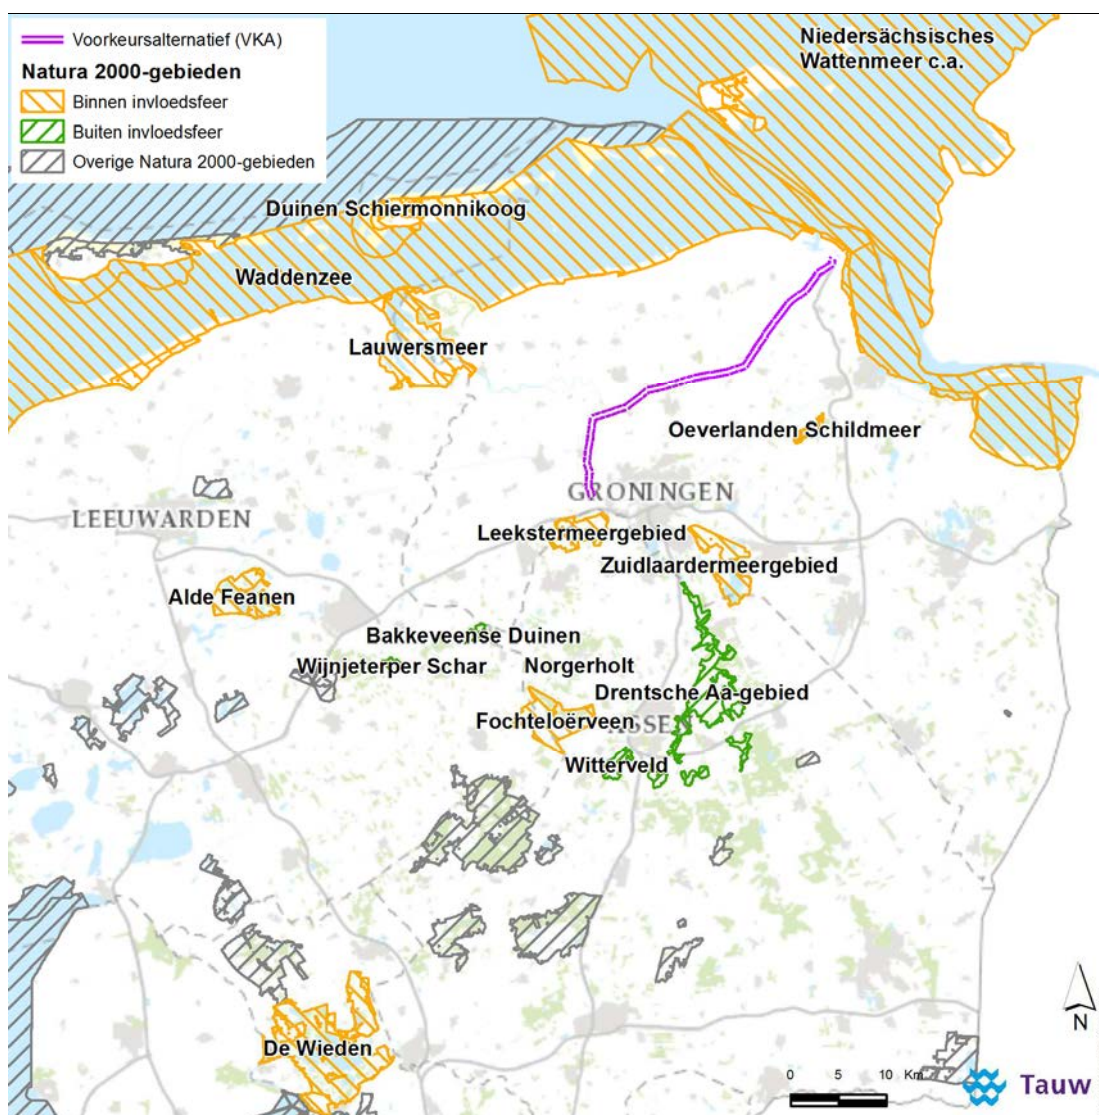 Voorkeursalternatief (VKA)
Natura 2000-gebieden
Binnen invloedsfeer
Buiten invloedsfeer
Overige Natura 2000-gebieden
Niedersächsisches
Wattenmeer c.a.
Duinen Schiermonnikoog
Waddenzee
Lauwersmeer
Oeverlanden Schildmeer
GRONINGEN
LEEUWARDEN
Leekstermeergebied
Zuidlaardermeergebied
Alde Feanen
Bakkeveense Duinen
Wijnjeterper Schar
Norgerholt
Drentsche Aa-gebied
Fochteloërveen
ASSEN
Witterveld
De Wieden
N
0 5 10 Km
Tauw